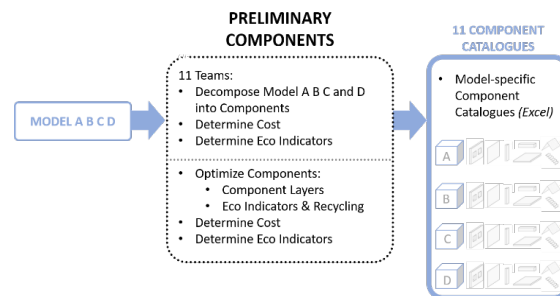 PRELIMINARY
COMPONENTS
11 COMPONENT
CATALOGUES
MODEL A B C D
11 Teams:
• Decompose Model A B C and D
into Components
• Determine Cost
• Determine Eco Indicators
• Optimize Components:
• Component Layers
• Eco Indicators & Recycling
• Determine Cost
• Determine Eco Indicators
• Model-specific
Component
Catalogues (Excel)
A
B
C
D